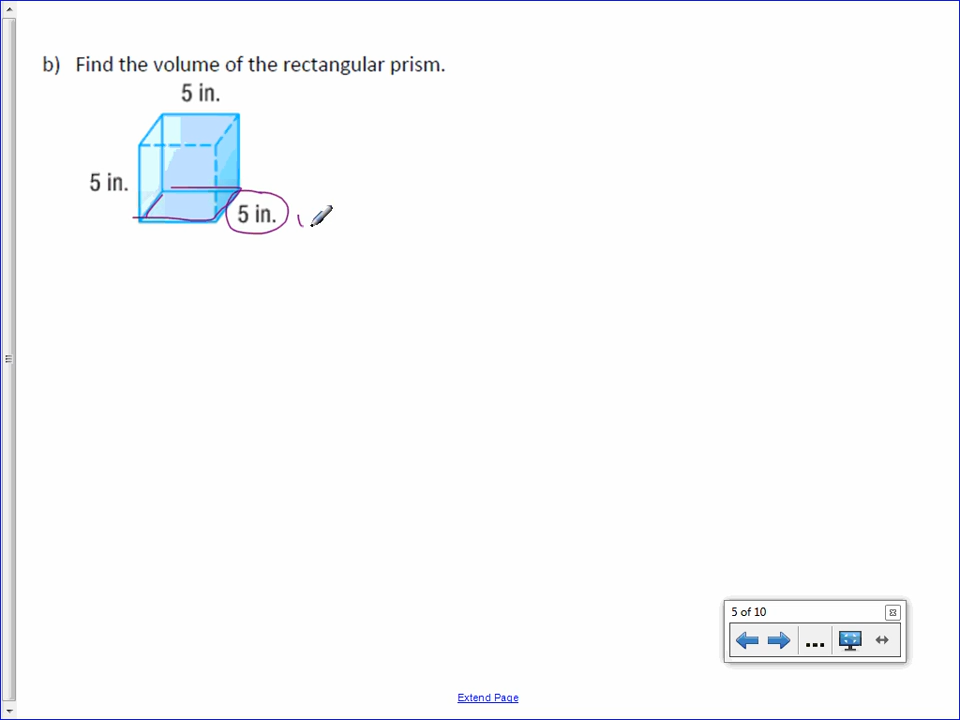 b) Find the volume of the rectangular prism.
5 in.
5 in.
5 in.
5 of 10
...
Extend Page